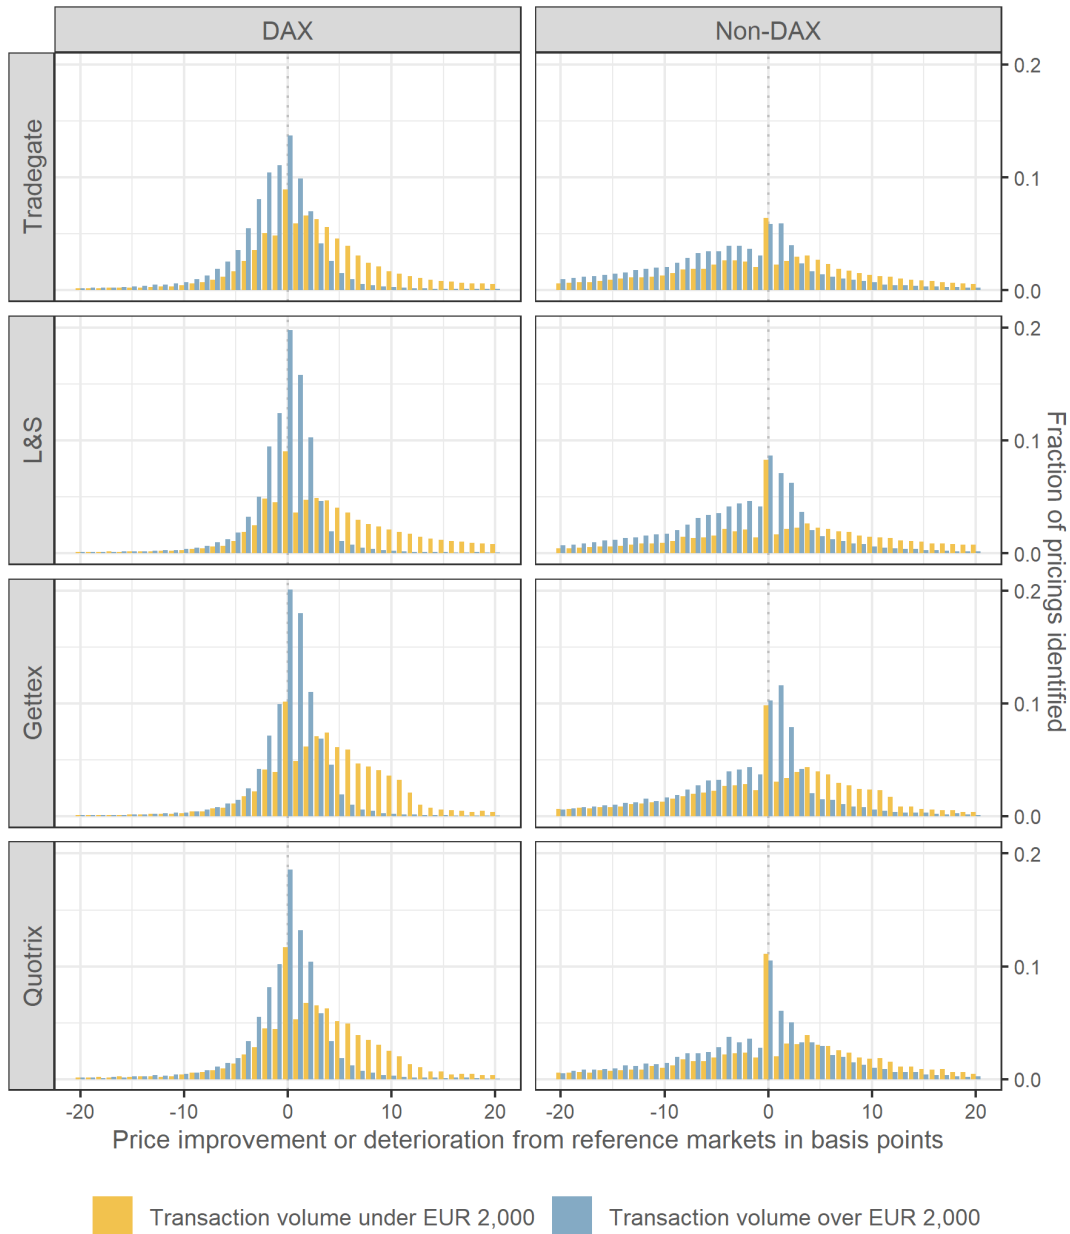 DAX
Non-DAX
Tradegate
0.2
0.1
0.0
L&S
0.2
0.1
0.0
Gettex
0.2
0.1
0.0
Quotrix
0.2
0.1
0.0
Fraction of pricings identified
-20 -10 0 10 20
-20 -10 0 10 20
Price improvement or deterioration from reference markets in basis points
Transaction volume under EUR 2,000
Transaction volume over EUR 2,000